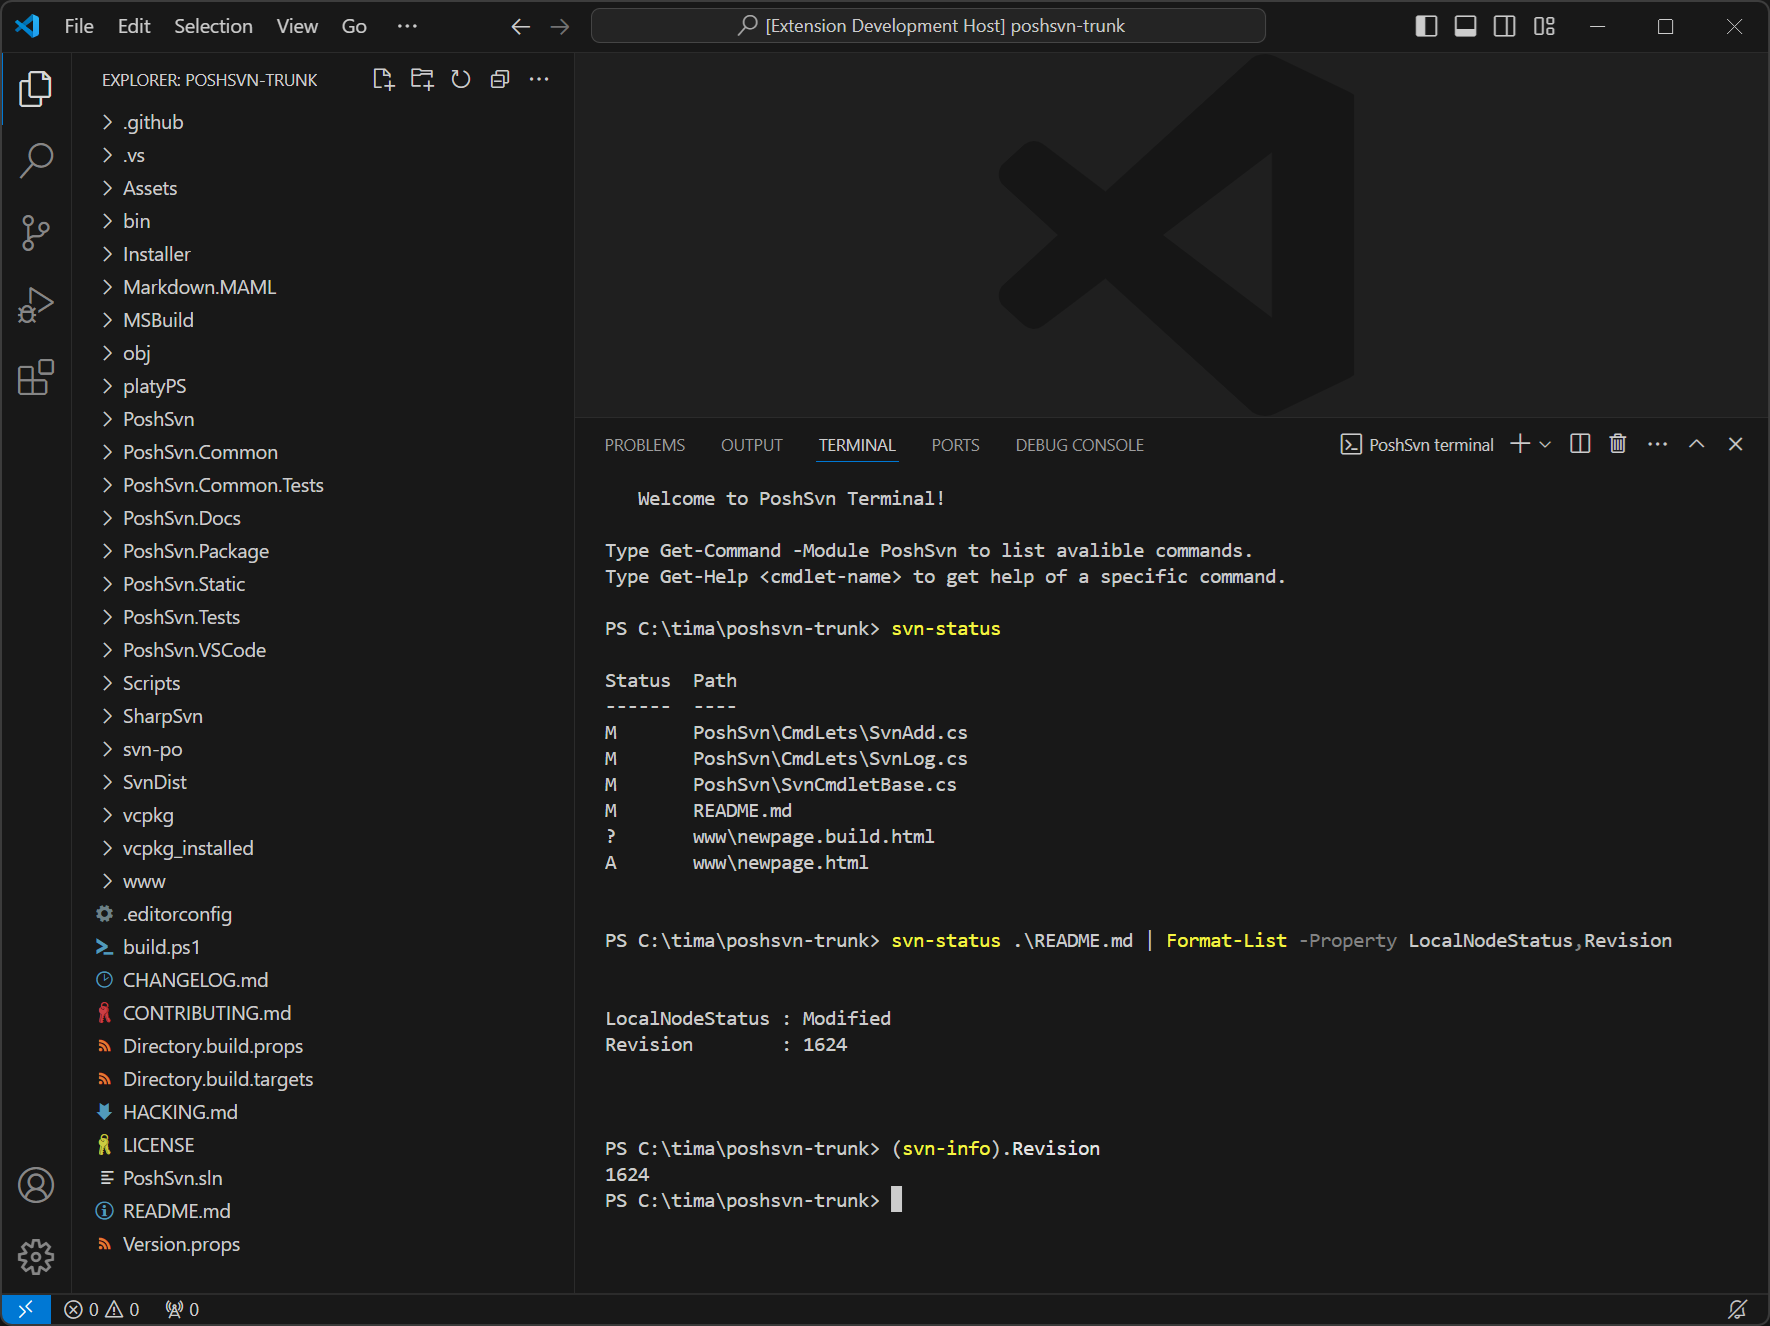 File Edit Selection View Go ···
[Extension Development Host] poshsvn-trunk
EXPLORER: POSHSVN-TRUNK
.github
.vs
Assets
bin
Installer
Markdown.MAML
MSBuild
obj
platyPS
PoshSvn
PoshSvn.Common
PoshSvn.Common.Tests
PoshSvn.Docs
PoshSvn.Package
PoshSvn.Static
PoshSvn.Tests
PoshSvn.VSCode
Scripts
SharpSvn
svn-po
SvnDist
vcpkg
vcpkg_installed
www
.editorconfig
build.ps1
CHANGELOG.md
CONTRIBUTING.md
Directory.build.props
Directory.build.targets
HACKING.md
LICENSE
PoshSvn.sln
README.md
Version.props
PROBLEMS OUTPUT TERMINAL PORTS DEBUG CONSOLE
PoshSvn terminal
Welcome to PoshSvn Terminal!
Type Get-Command -Module PoshSvn to list avalible commands.
Type Get-Help <cmdlet-name> to get help of a specific command.
PS C:\tima\poshsvn-trunk> svn-status
Status  Path
------  ----
M       PoshSvn\CmdLets\SvnAdd.cs
M       PoshSvn\CmdLets\SvnLog.cs
M       PoshSvn\SvnCmdletBase.cs
M       README.md
?       www\newpage.build.html
A       www\newpage.html
PS C:\tima\poshsvn-trunk> svn-status .\README.md | Format-List -Property LocalNodeStatus,Revision
LocalNodeStatus : Modified
Revision        : 1624
PS C:\tima\poshsvn-trunk> (svn-info).Revision
1624
PS C:\tima\poshsvn-trunk>
0 0 0